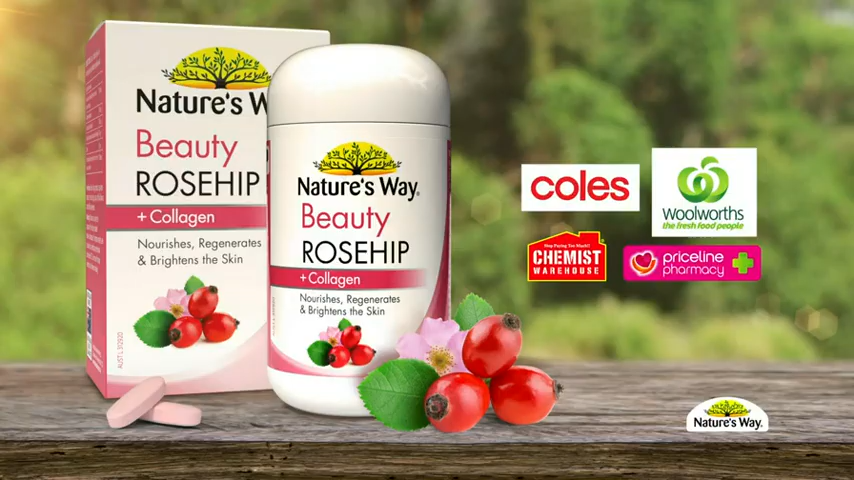 Nature's W
Beauty
ROSEHIP
+ Collagen
Nourishes, Regenerates
& Brightens the Skin
Nature's Way
Beauty
ROSEHIP
+ Collagen
Nourishes, Regenerates
& Brightens the Skin
coles
Woolworths
the fresh food people
Stop Paying Too Much!
CHEMIST
WAREHOUSE
priceline
pharmacy
Nature's Way